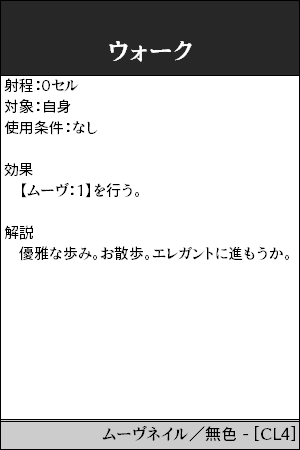 ウォーク
射程：0セル
対象：自身
使用条件：なし
効果
【ムーヴ：1】を行う。
解説
優雅な歩み。お散歩。エレガントに進もうか。
ムーヴネイル／無色 - [CL4]